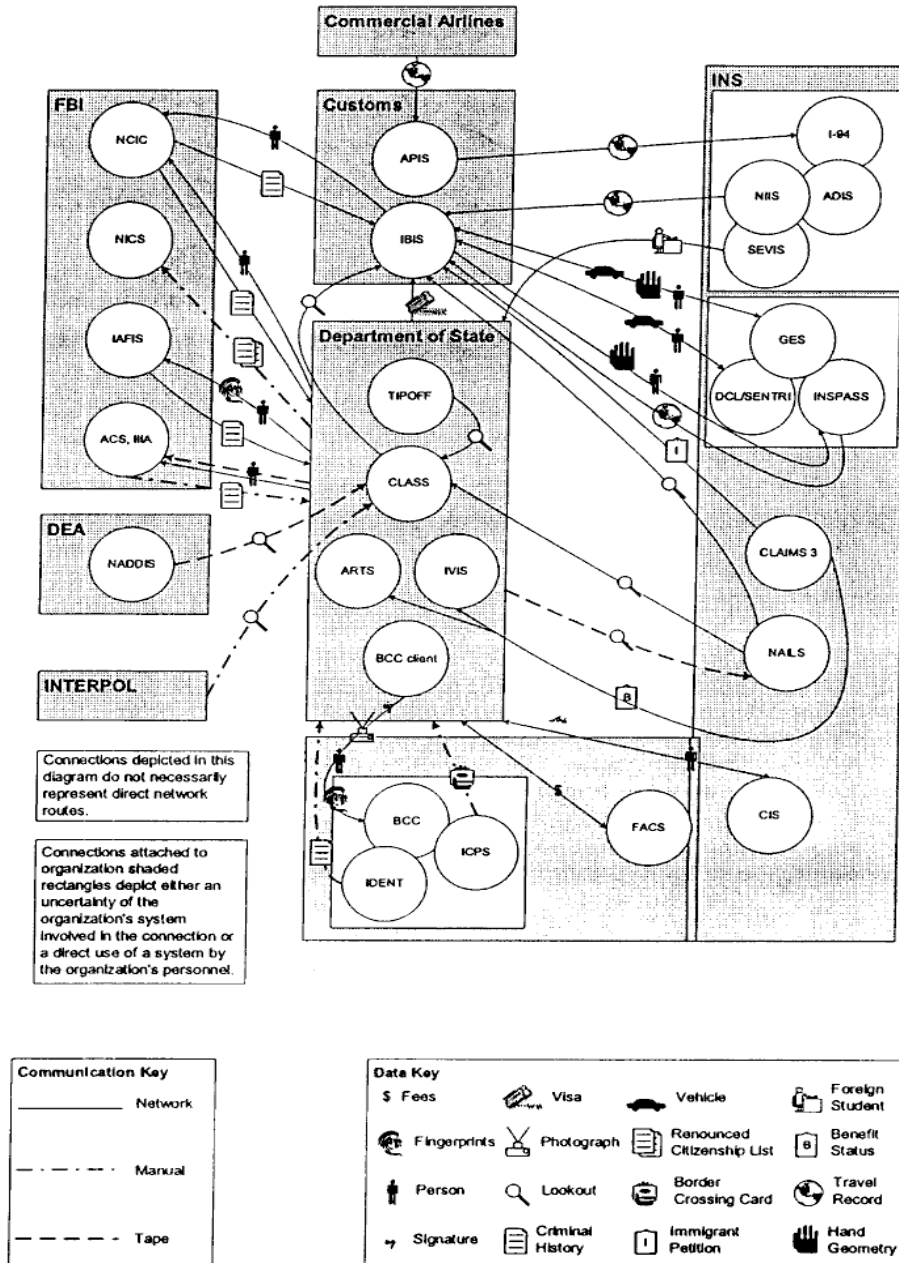 Commercial Airlines
FBI
Customs
INS
NCIC
APIS
I-94
NIIS
ADIS
NICS
IBIS
SEVIS
Department of State
GES
IAFIS
TIPOFF
DCL/SENTRI
INSPASS
ACS, IIIA
I
CLASS
DEA
CLAIMS 3
NADDIS
ARTS
IVIS
NAILS
BCC client
INTERPOL
B
Connections depicted in this
diagram do not necessarily
represent direct network
routes.
$
BCC
FACS
CIS
ICPS
IDENT
Connections attached to
organization shaded
rectangles depict either an
uncertainty of the
organization's system
involved in the connection or
a direct use of a system by
the organization's personnel.
Communication Key
Network
Manual
Tape
Data Key
$ Fees
Visa
Vehicle
Foreign
Student
Fingerprints
Photograph
Renounced
Citizenship List
B
Benefit
Status
Person
Lookout
Border
Crossing Card
Travel
Record
Signature
Criminal
History
I
Immigrant
Petition
Hand
Geometry